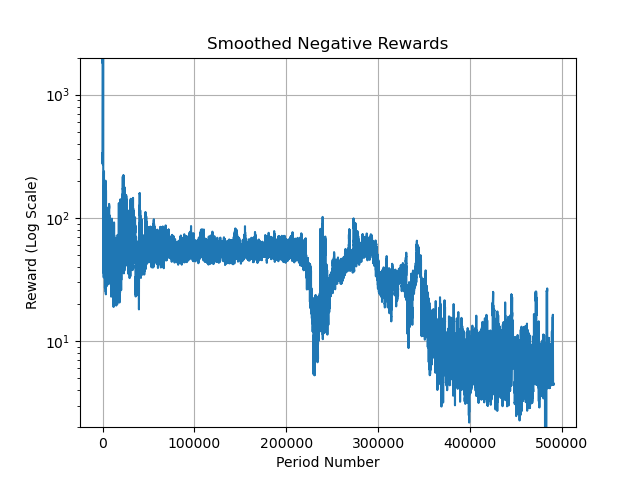 Smoothed Negative Rewards
Reward (Log Scale)
10³
10²
10¹
0 100000 200000 300000 400000 500000
Period Number